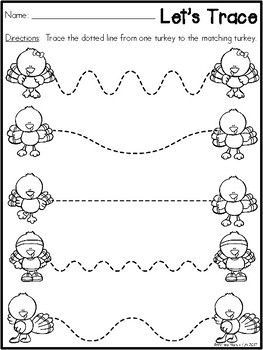 Name: Let's Trace
Directions: Trace the dotted line from one turkey to the matching turkey.